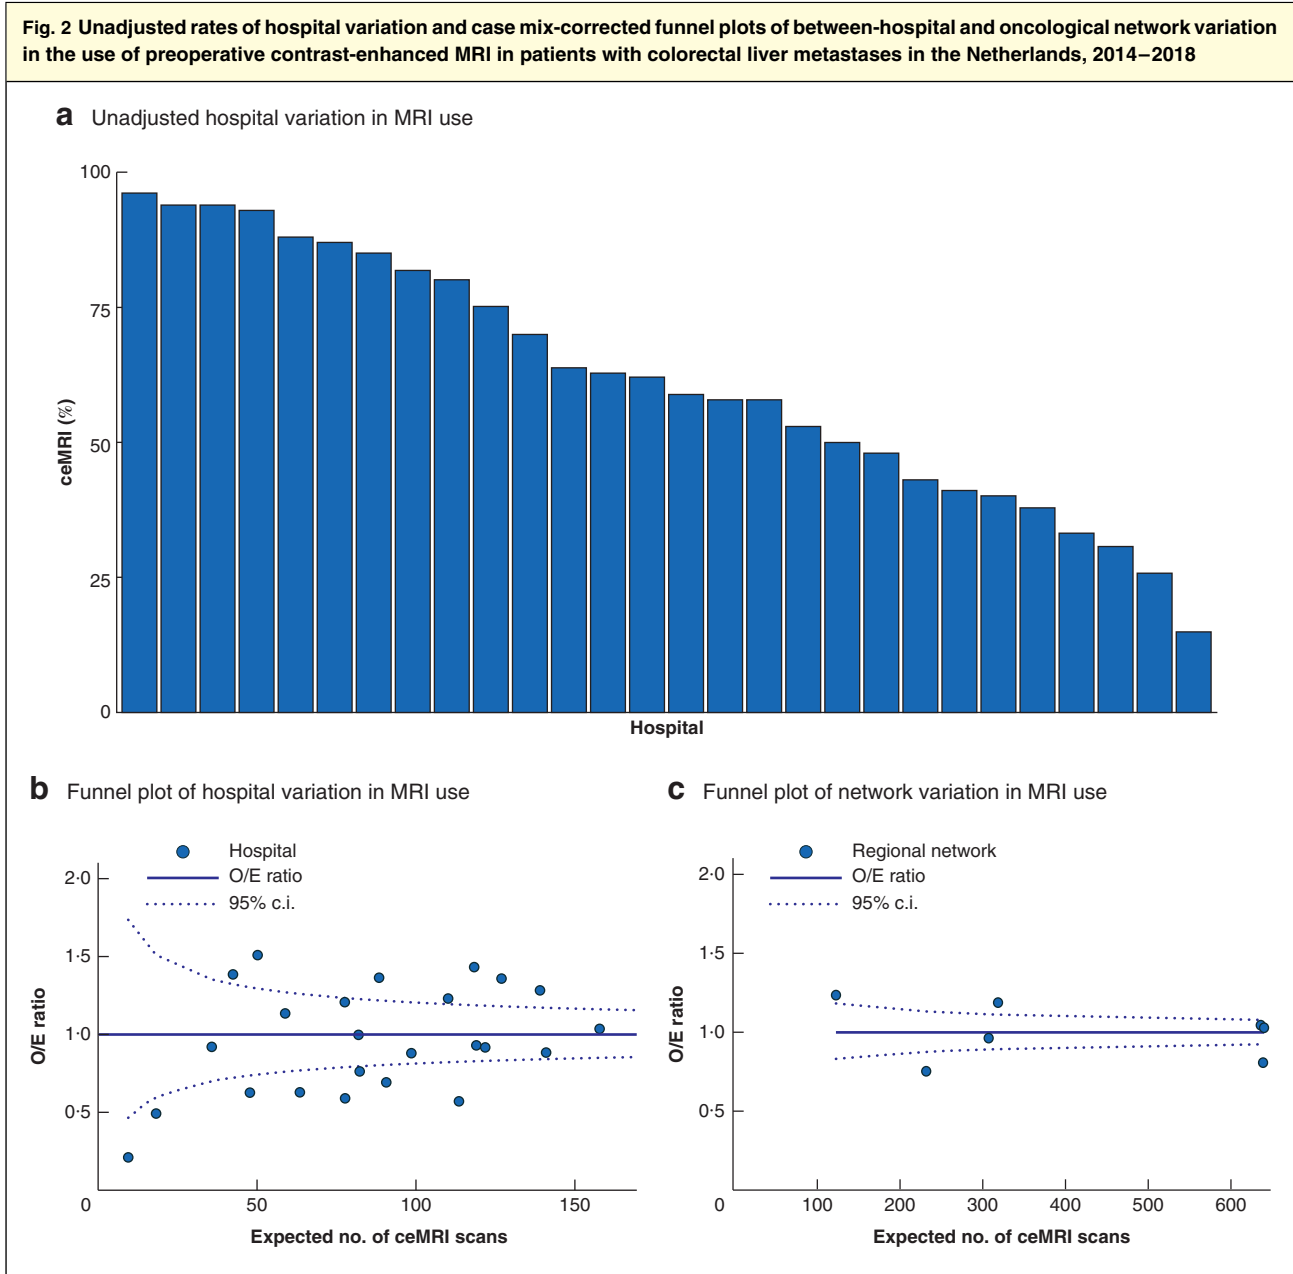 Fig. 2 Unadjusted rates of hospital variation and case mix-corrected funnel plots of between-hospital and oncological network variation
in the use of preoperative contrast-enhanced MRI in patients with colorectal liver metastases in the Netherlands, 2014–2018
a Unadjusted hospital variation in MRI use
100
75
50
25
0
ceMRI (%)
Hospital
b Funnel plot of hospital variation in MRI use
Hospital
O/E ratio
95% c.i.
2·0
1·5
1·0
0·5
0
50
100
150
O/E ratio
Expected no. of ceMRI scans
c Funnel plot of network variation in MRI use
Regional network
O/E ratio
95% c.i.
2·0
1·5
1·0
0·5
0
100
200
300
400
500
600
O/E ratio
Expected no. of ceMRI scans